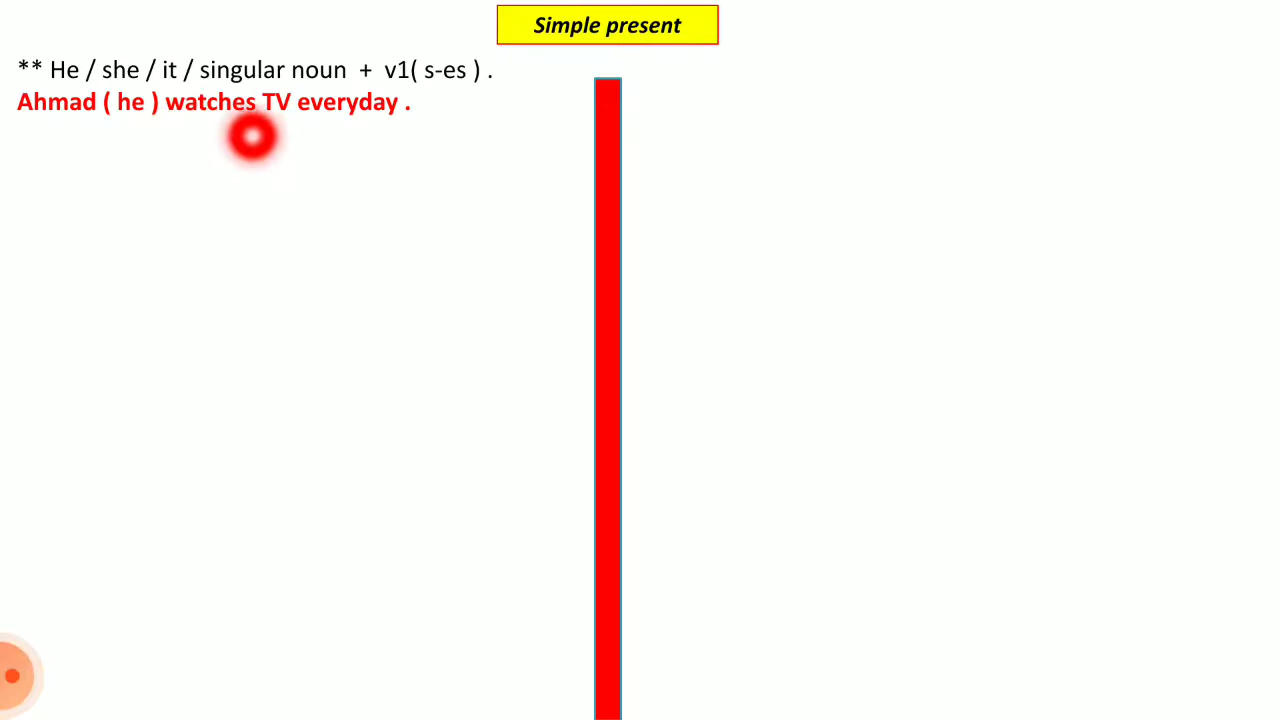 Simple present
** He / she / it / singular noun + v1( s-es ) .
Ahmad ( he ) watches TV everyday .